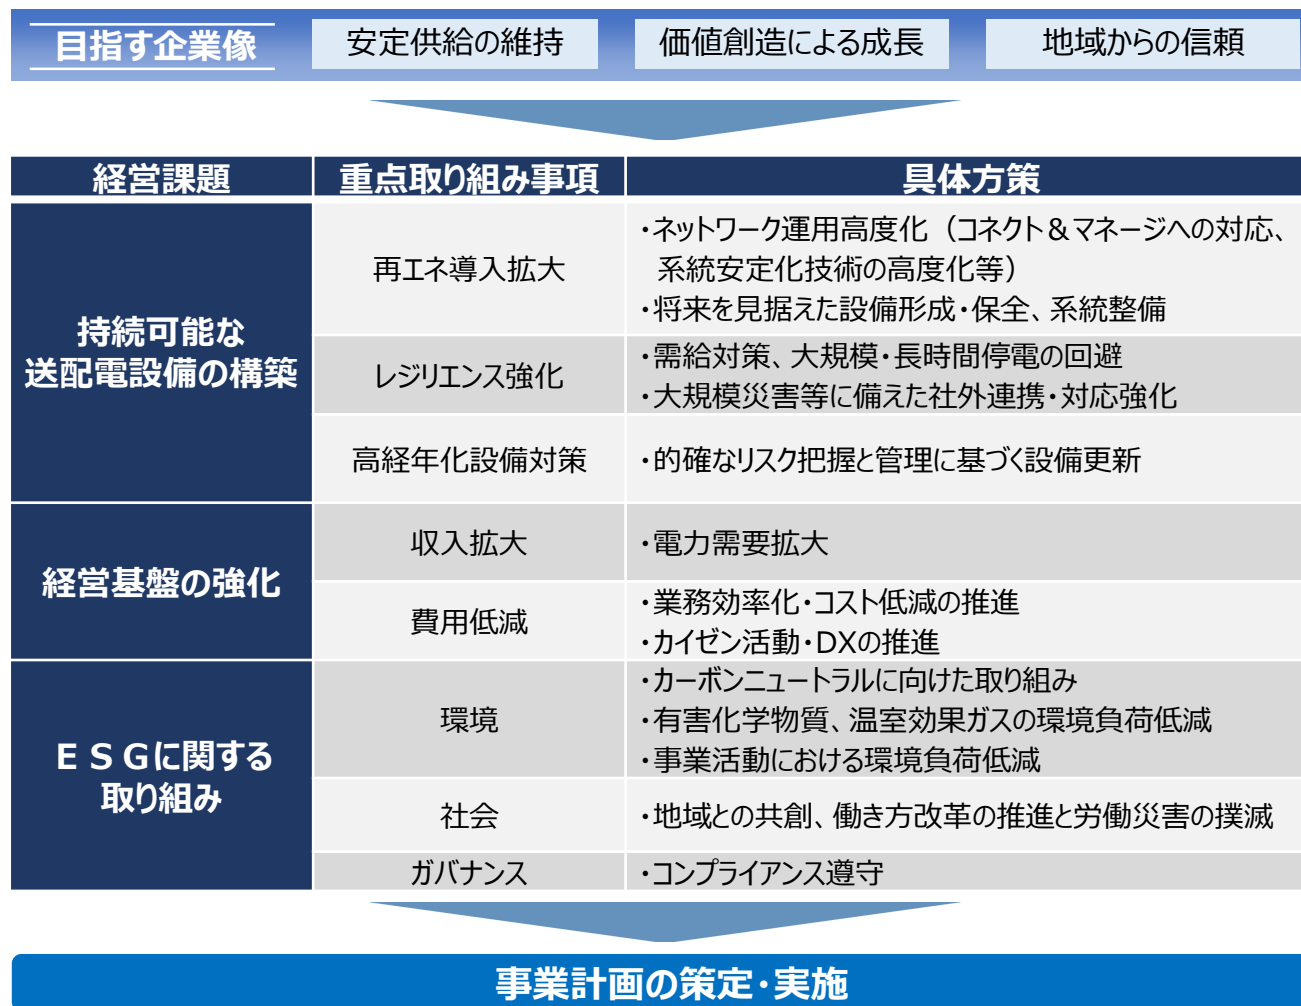 目指す企業像
安定供給の維持
価値創造による成長
地域からの信頼
経営課題
重点取り組み事項
具体方策
持続可能な
送配電設備の構築
再エネ導入拡大
・ネットワーク運用高度化（コネクト＆マネージへの対応、
系統安定化技術の高度化等）
・将来を見据えた設備形成・保全、系統整備
レジリエンス強化
・需給対策、大規模・長時間停電の回避
・大規模災害等に備えた社外連携・対応強化
高経年化設備対策
・的確なリスク把握と管理に基づく設備更新
経営基盤の強化
収入拡大
・電力需要拡大
費用低減
・業務効率化・コスト低減の推進
・カイゼン活動・DXの推進
ＥＳＧに関する
取り組み
環境
・カーボンニュートラルに向けた取り組み
・有害化学物質、温室効果ガスの環境負荷低減
・事業活動における環境負荷低減
社会
・地域との共創、働き方改革の推進と労働災害の撲滅
ガバナンス
・コンプライアンス遵守
事業計画の策定・実施